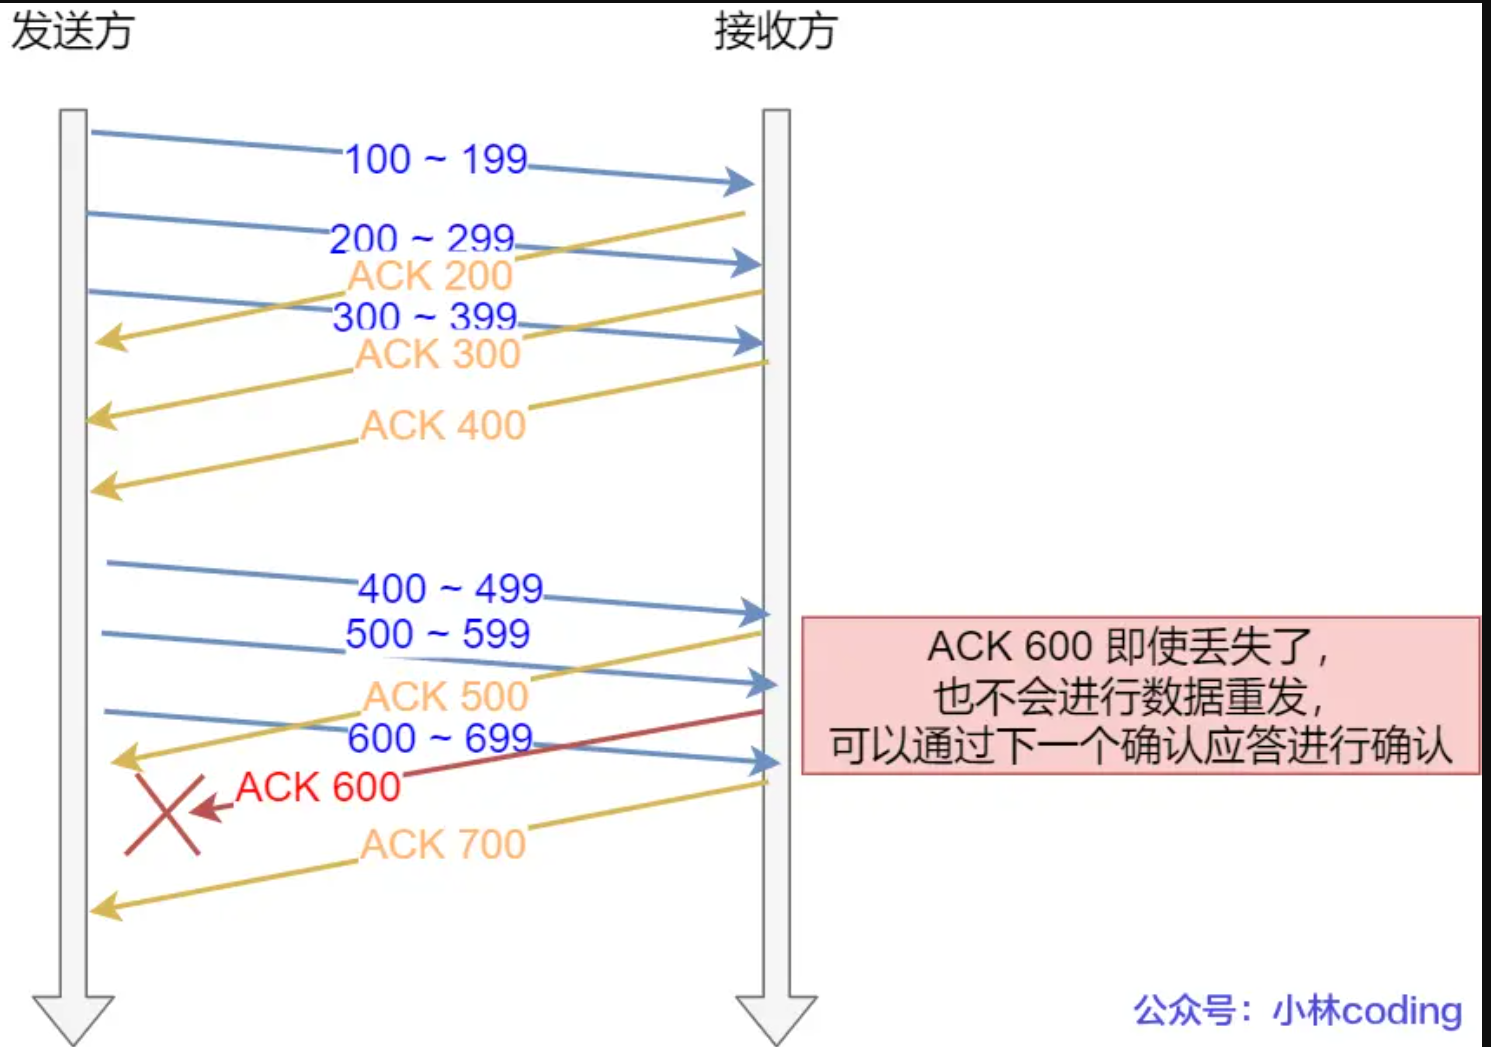 发送方
接收方
100 ~ 199
200 ~ 299
ACK 200
300 ~ 399
ACK 300
ACK 400
400 ~ 499
500 ~ 599
ACK 500
600 ~ 699
ACK 600
ACK 700
ACK 600 即使丢失了，
也不会进行数据重发，
可以通过下一个确认应答进行确认
公众号：小林coding